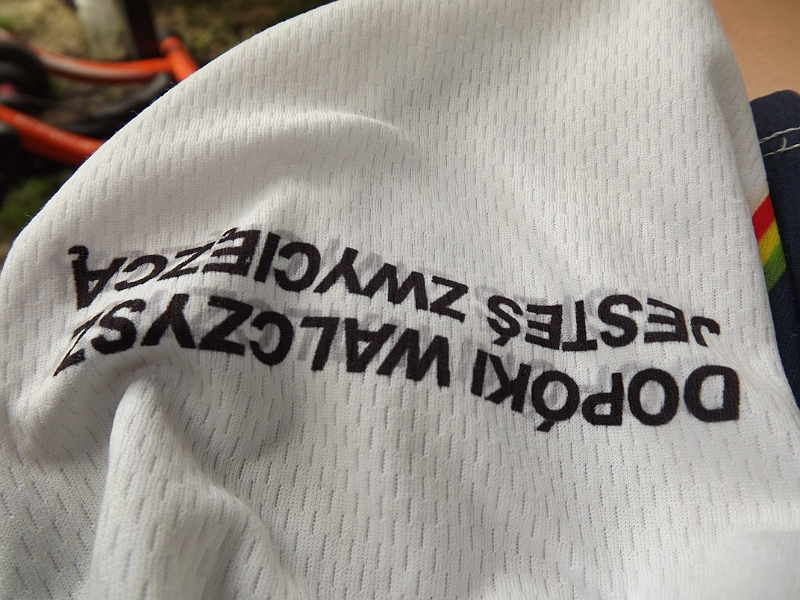 DOPÓKI WALCZYSZ
JESTEŚ ZWYCIĘZCĄ